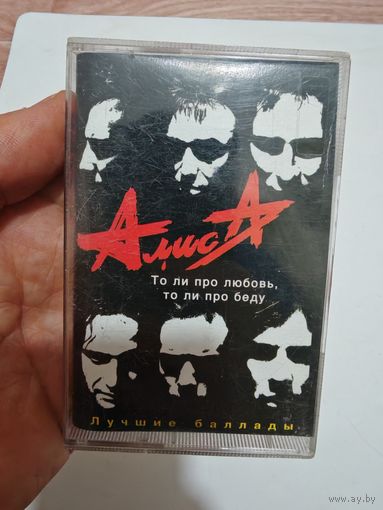 АлисА
То ли про любовь,
то ли про беду
Лучшие баллады
www.ay.by